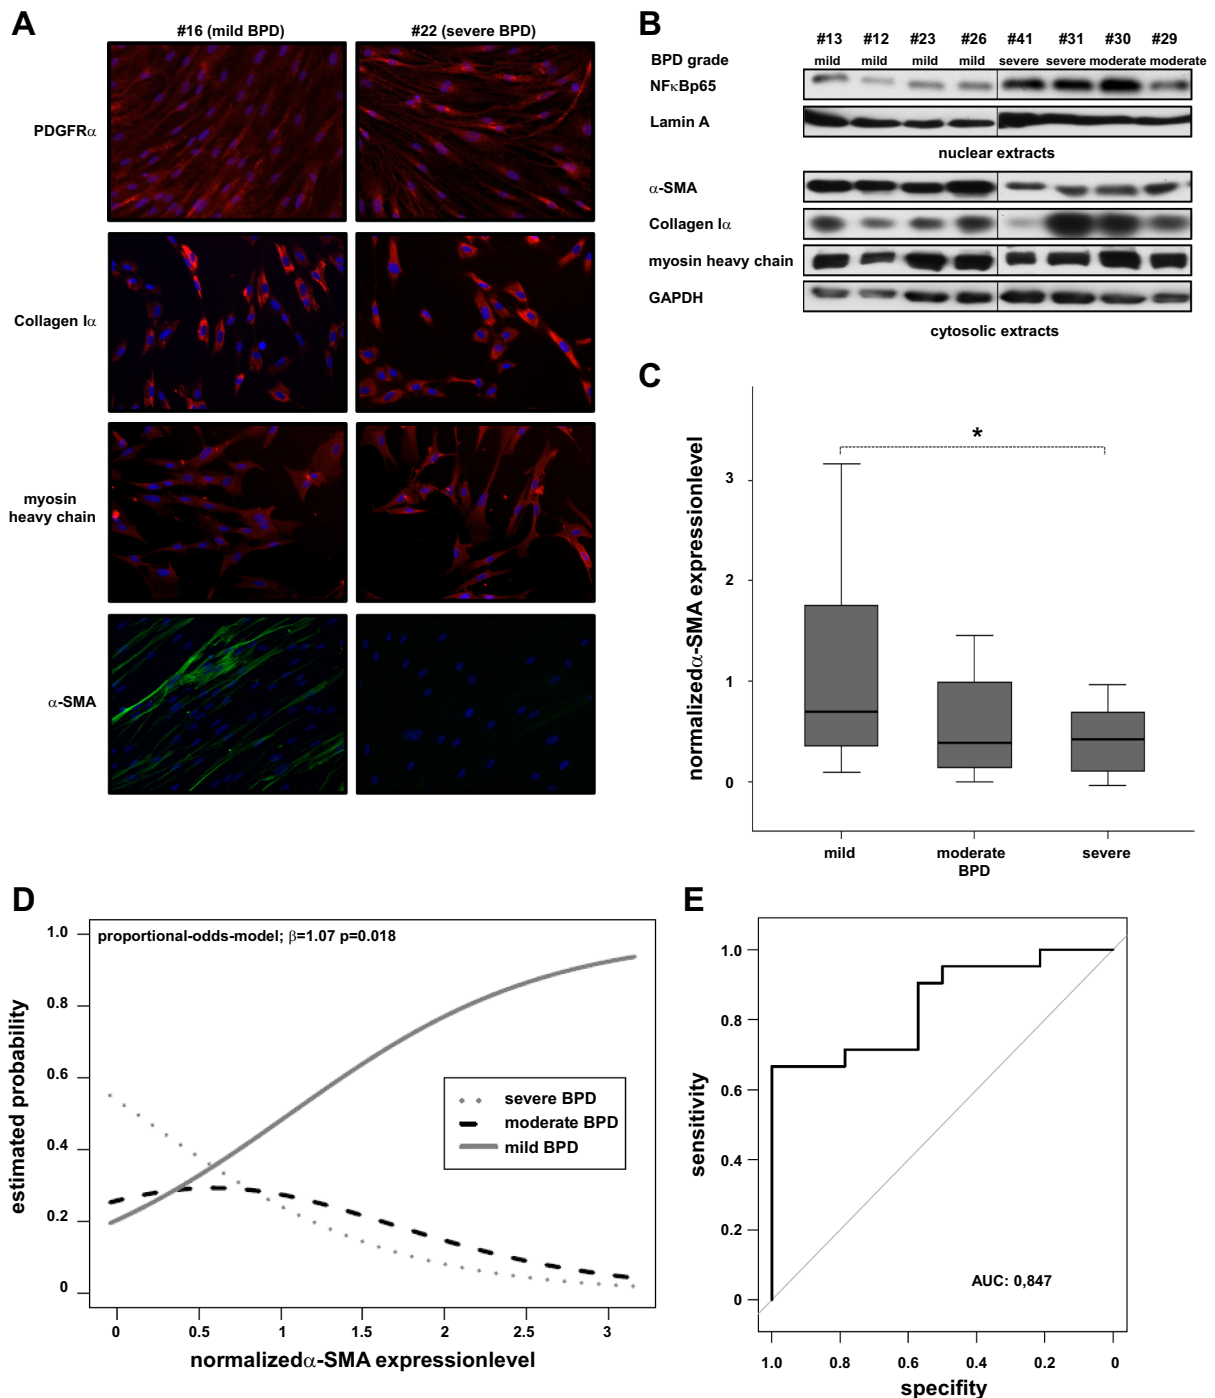 A
#16 (mild BPD)
#22 (severe BPD)
PDGFRα
Collagen Iα
myosin
heavy chain
α-SMA
B
#13 #12 #23 #26 #41 #31 #30 #29
BPD grade mild mild mild mild severe severe moderate moderate
NFκBp65
Lamin A
nuclear extracts
α-SMA
Collagen Iα
myosin heavy chain
GAPDH
cytosolic extracts
C
normalizedα-SMA expressionlevel
3
2
1
0
*
mild
moderate
severe
BPD
D
proportional-odds-model; β=1.07 p=0.018
estimated probability
1.0
0.8
0.6
0.4
0.2
0
severe BPD
moderate BPD
mild BPD
0 0.5 1 1.5 2 2.5 3
normalizedα-SMA expressionlevel
E
sensitivity
1.0
0.8
0.6
0.4
0.2
0
AUC: 0,847
1.0 0.8 0.6 0.4 0.2 0
specifity